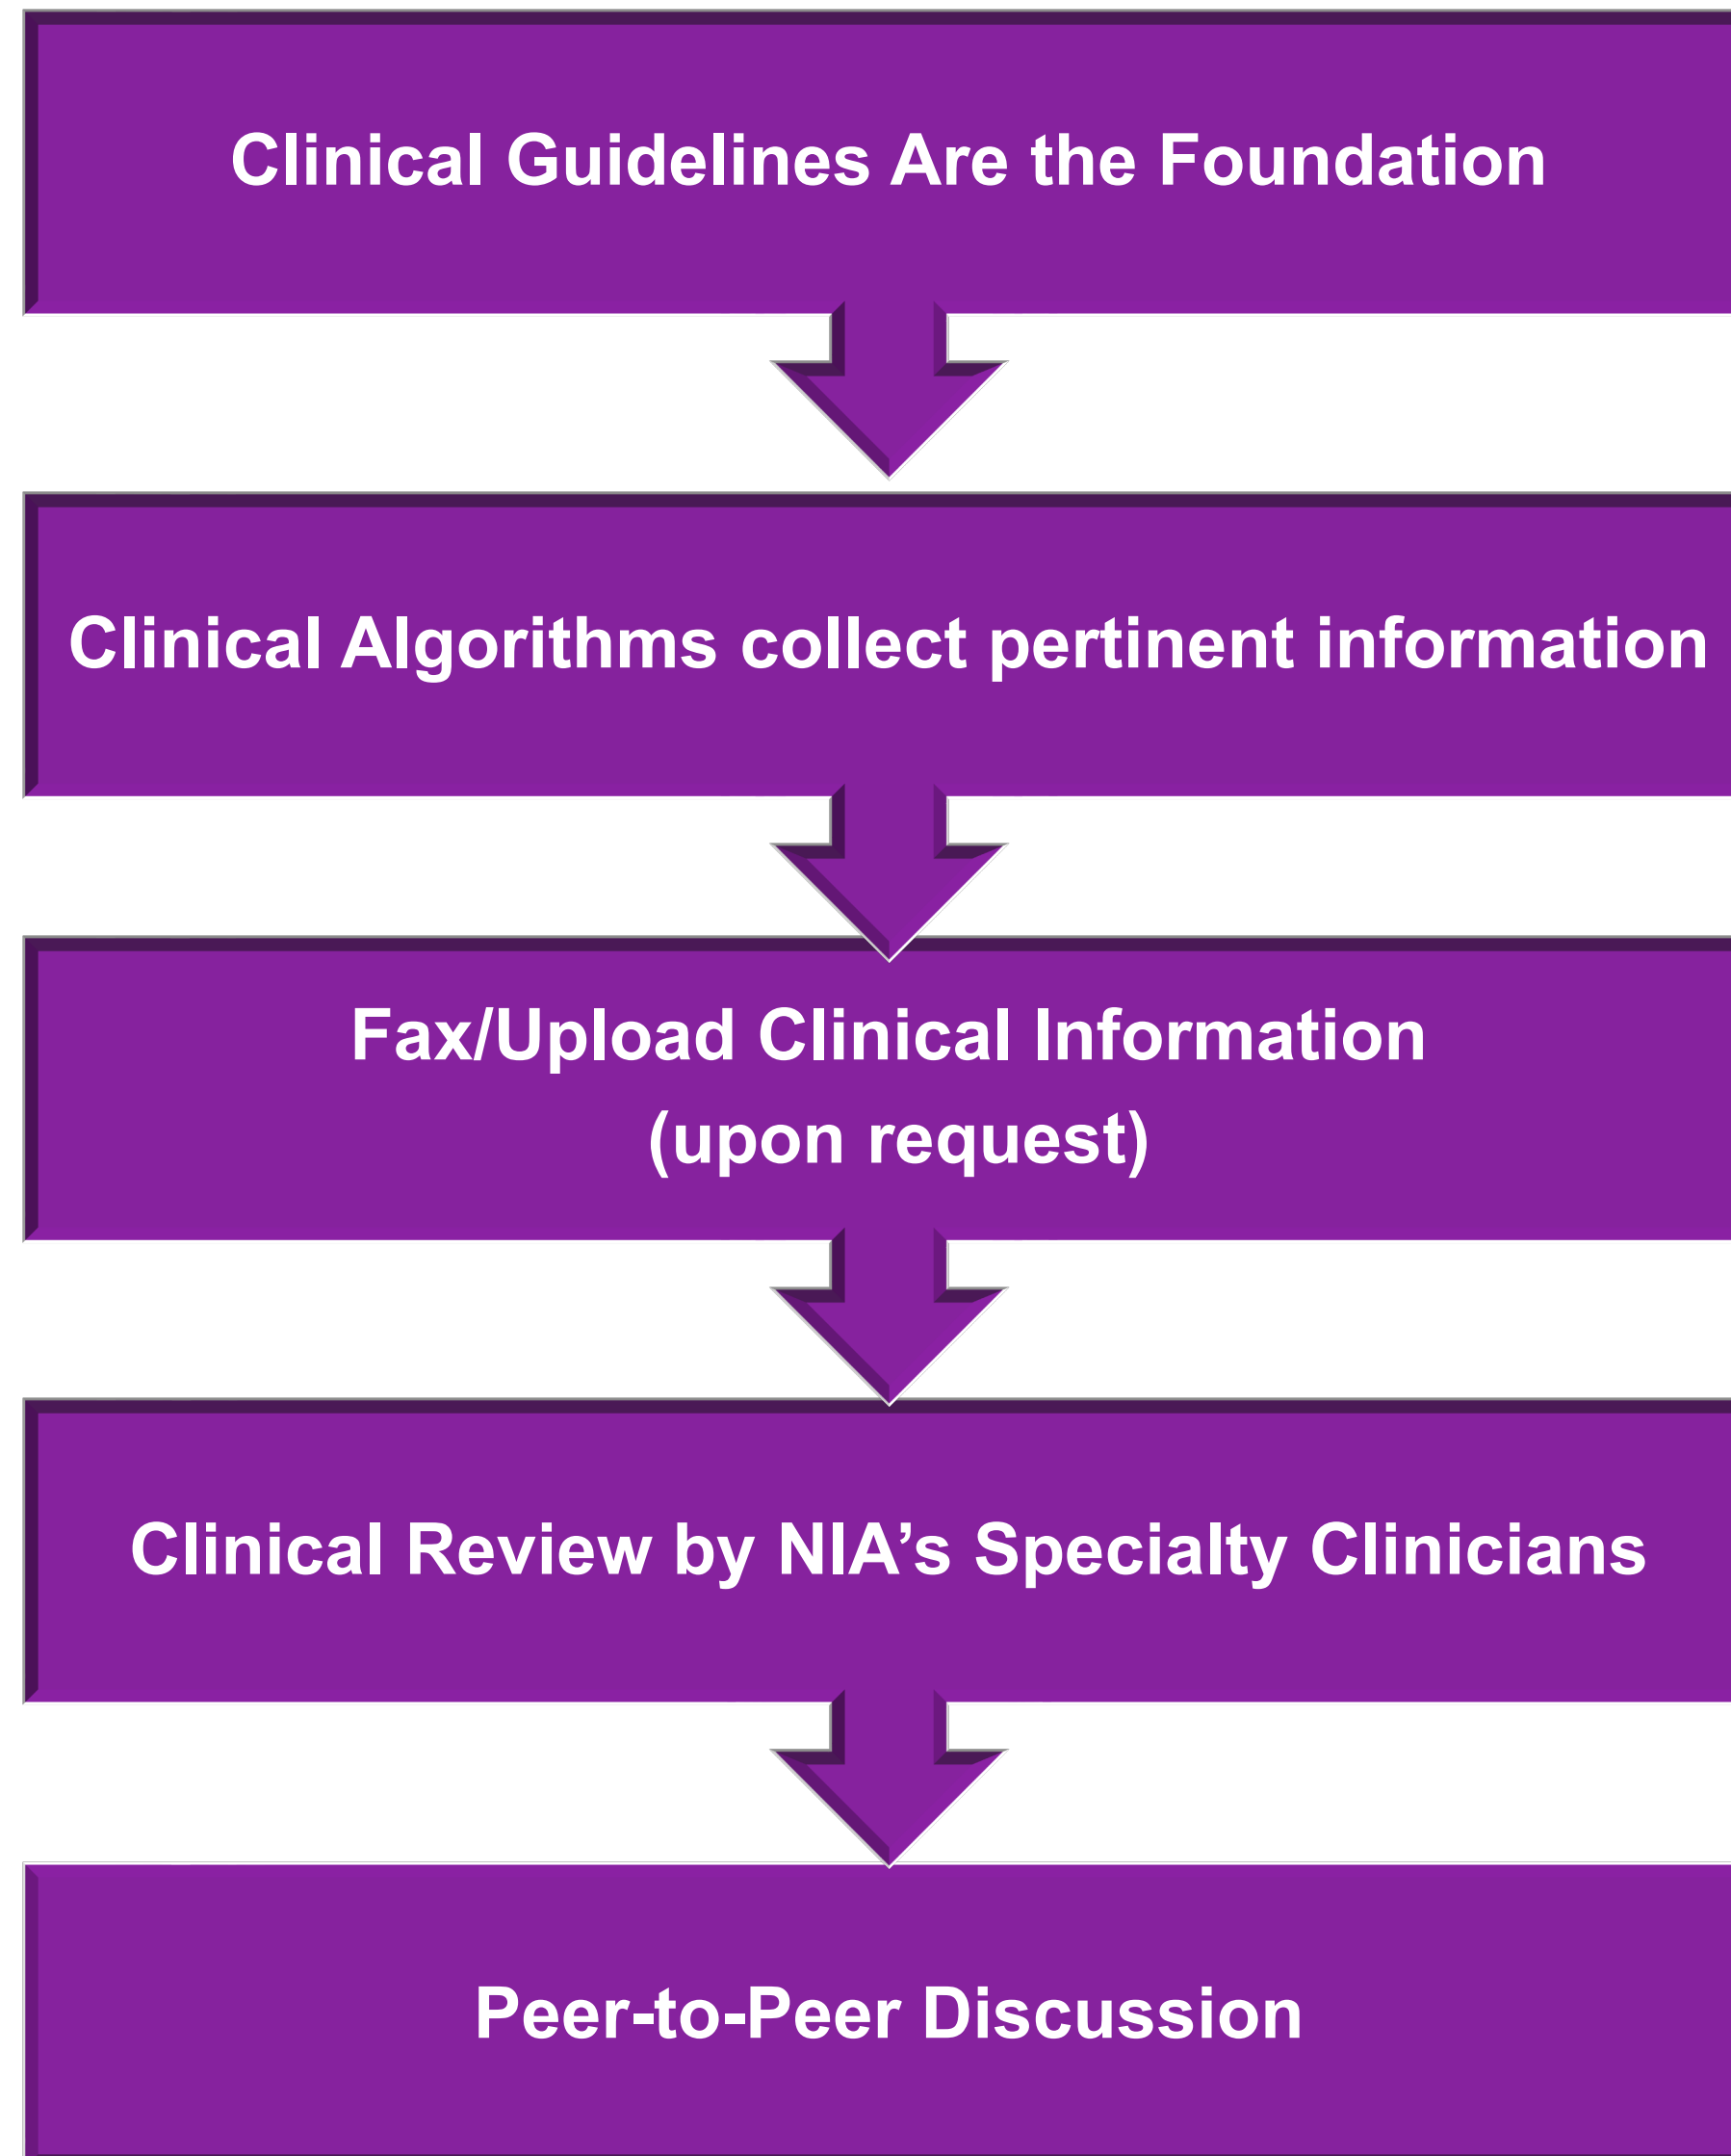 Clinical Guidelines Are the Foundation
Clinical Algorithms collect pertinent information
Fax/Upload Clinical Information
(upon request)
Clinical Review by NIA’s Specialty Clinicians
Peer-to-Peer Discussion